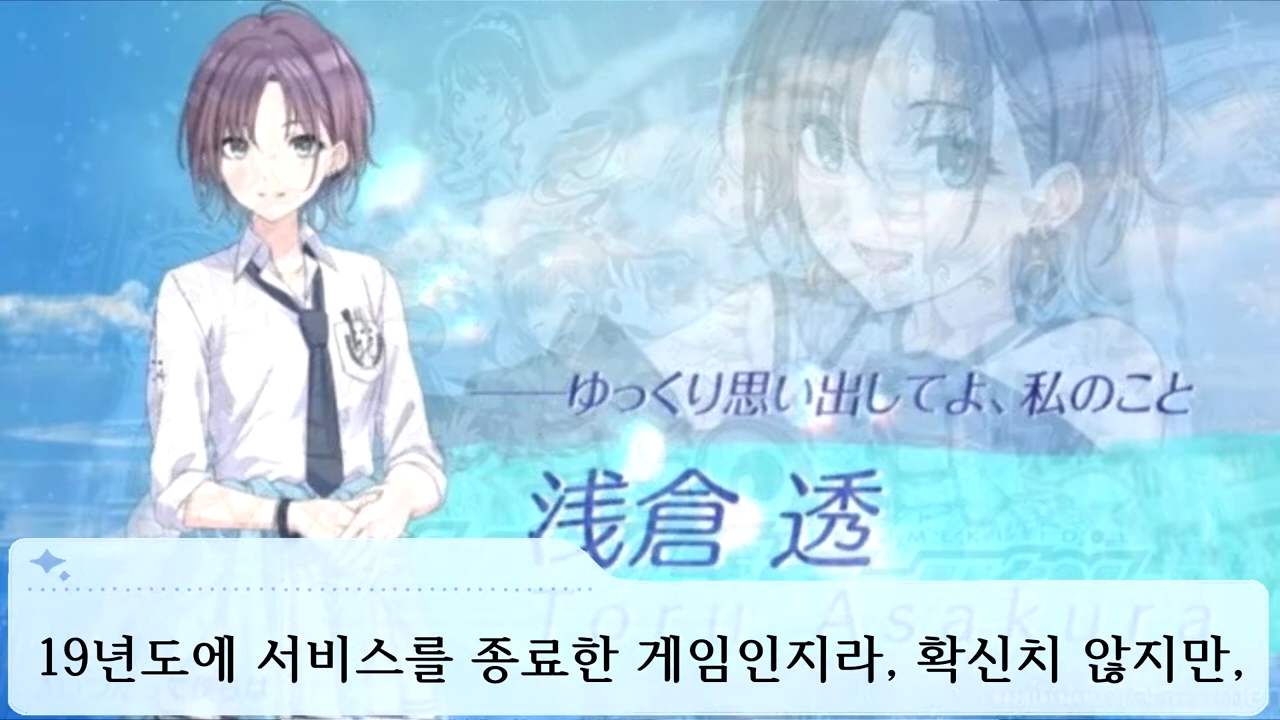 ——ゆっくり思い出してよ、私のこと
浅倉 透
Toru Asakura
19년도에 서비스를 종료한 게임인지라, 확신치 않지만,